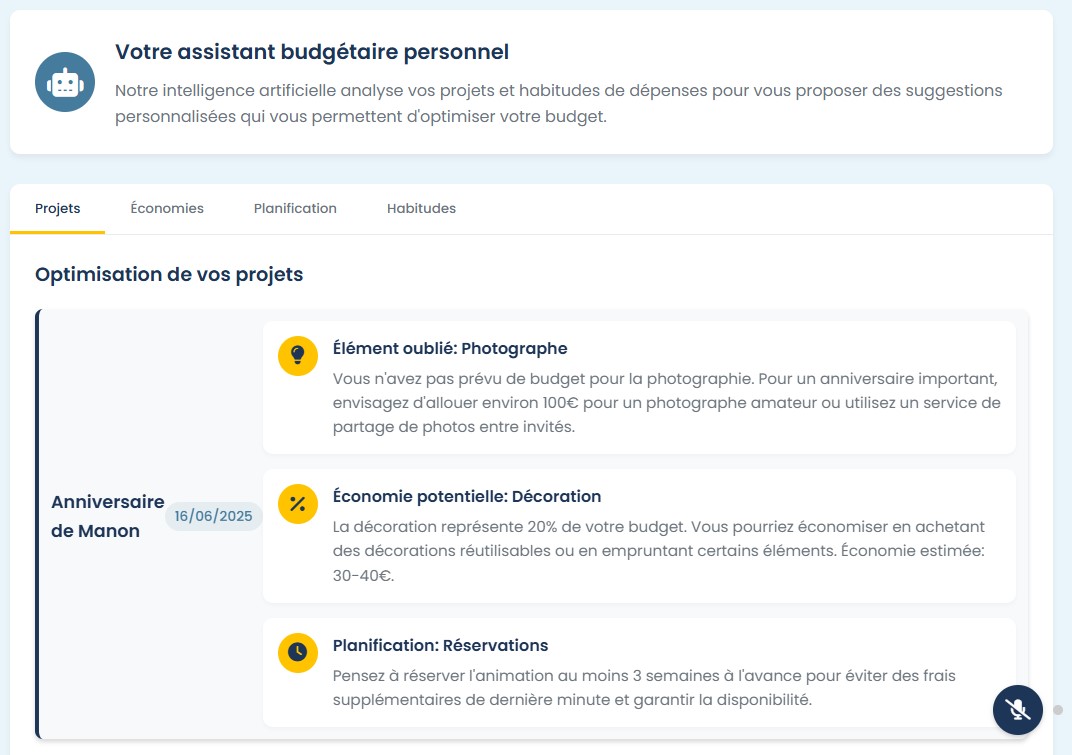 Votre assistant budgétaire personnel
Notre intelligence artificielle analyse vos projets et habitudes de dépenses pour vous proposer des suggestions
personnalisées qui vous permettent d'optimiser votre budget.
Projets
Économies
Planification
Habitudes
Optimisation de vos projets
Anniversaire
de Manon
16/06/2025
Élément oublié: Photographe
Vous n'avez pas prévu de budget pour la photographie. Pour un anniversaire important,
envisagez d'allouer environ 100€ pour un photographe amateur ou utilisez un service de
partage de photos entre invités.
Économie potentielle: Décoration
La décoration représente 20% de votre budget. Vous pourriez économiser en achetant
des décorations réutilisables ou en empruntant certains éléments. Économie estimée:
30-40€.
Planification: Réservations
Pensez à réserver l'animation au moins 3 semaines à l'avance pour éviter des frais
supplémentaires de dernière minute et garantir la disponibilité.